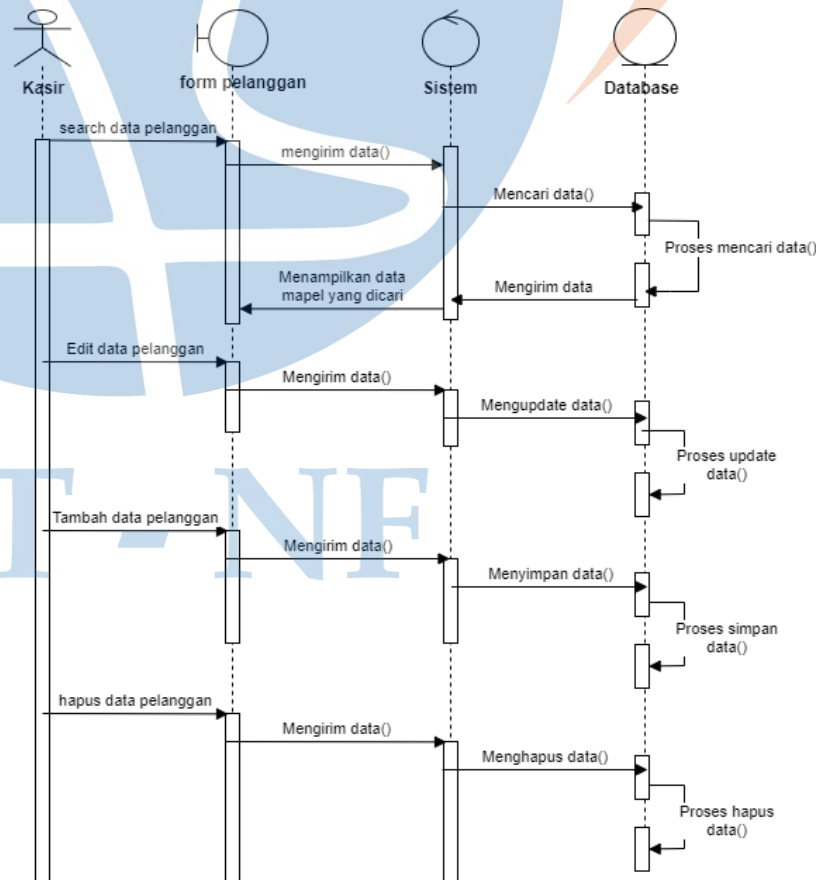 Kasir
form pelanggan
Sistem
Database
search data pelanggan
mengirim data()
Mencari data()
Proses mencari data()
Mengirim data
Menampilkan data
mapel yang dicari
Edit data pelanggan
Mengirim data()
Mengupdate data()
Proses update
data()
Tambah data pelanggan
Mengirim data()
Menyimpan data()
Proses simpan
data()
hapus data pelanggan
Mengirim data()
Menghapus data()
Proses hapus
data()
T - NF